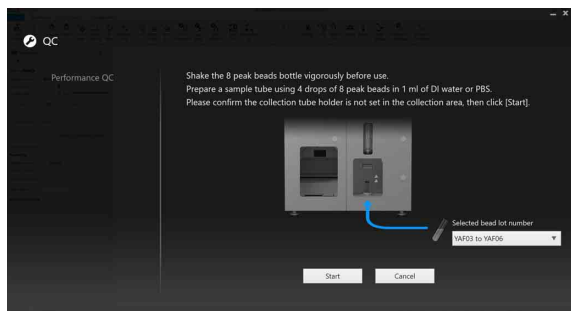 QC
Performance QC
Shake the 8 peak beads bottle vigorously before use.
Prepare a sample tube using 4 drops of 8 peak beads in 1 ml of DI water or PBS.
Please confirm the collection tube holder is not set in the collection area, then click [Start].
Selected bead lot number
YAF03 to YAF06
Start
Cancel